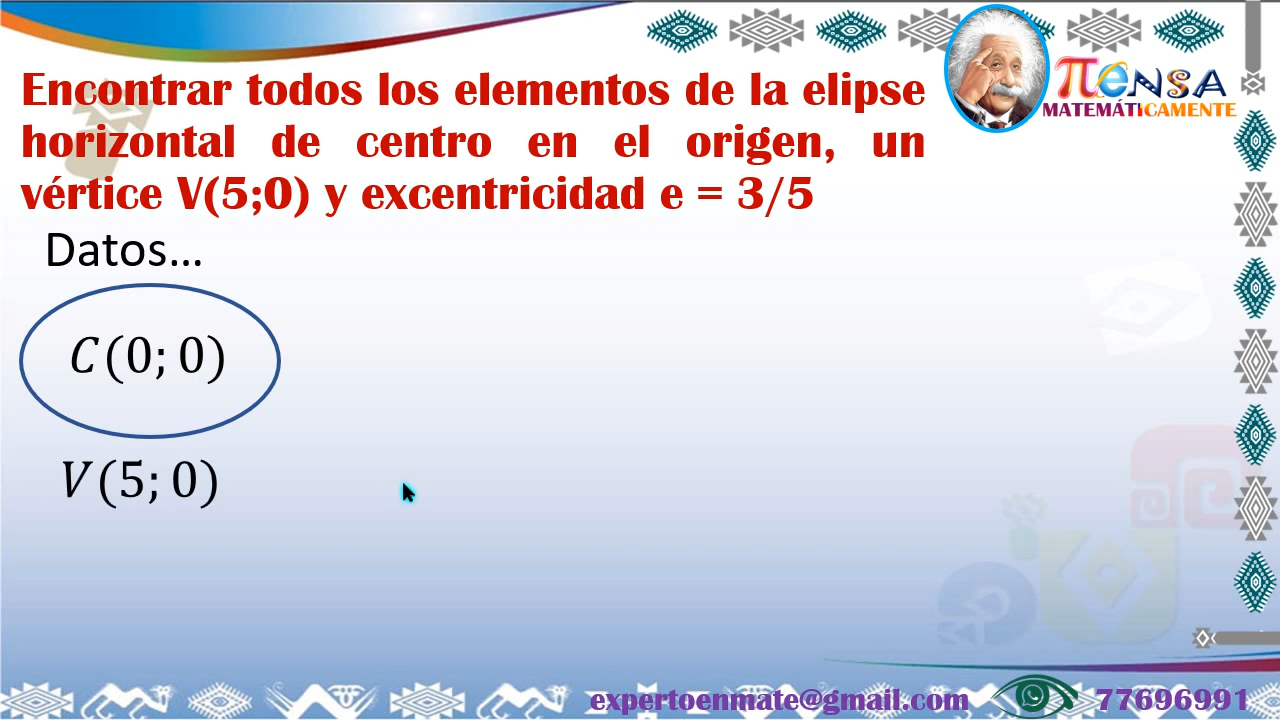 πenSA
MATEMÁTICAMENTE
Encontrar todos los elementos de la elipse
horizontal de centro en el origen, un
vértice V(5;0) y excentricidad e = 3/5
Datos...
C(0; 0)
V(5; 0)
expertoenmate@gmail.com 77696991